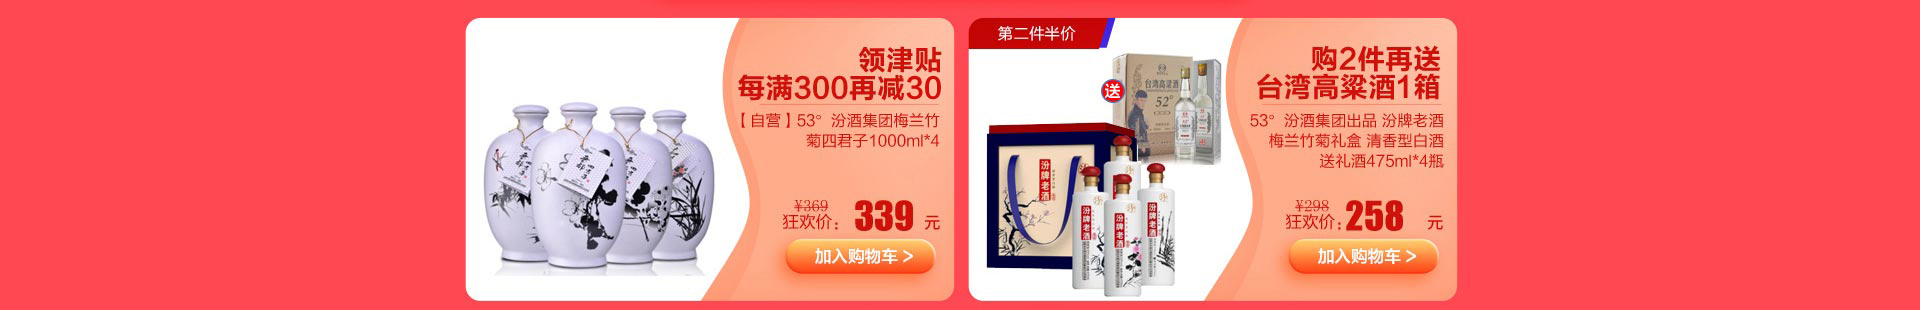 领津贴
每满300再减30
【自营】53°汾酒集团梅兰竹
菊四君子1000ml*4
¥369
狂欢价：339 元
加入购物车 >
第二件半价
送
台湾高粱酒
52°
汾牌老酒
汾牌老酒
汾牌老酒
汾牌老酒
购2件再送
台湾高粱酒1箱
53°汾酒集团出品 汾牌老酒
梅兰竹菊礼盒 清香型白酒
送礼酒475ml*4瓶
¥298
狂欢价：258 元
加入购物车 >